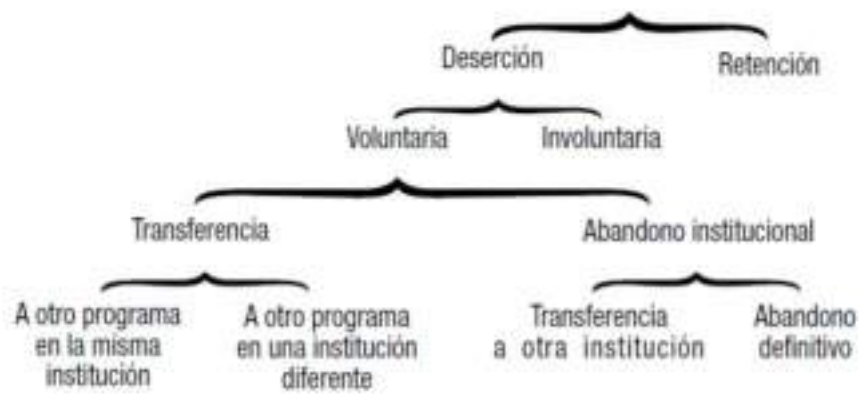 Deserción
Retención
Voluntaria
Involuntaria
Transferencia
Abandono institucional
A otro programa
en la misma
institución
A otro programa
en una institución
diferente
Transferencia
a otra institución
Abandono
definitivo